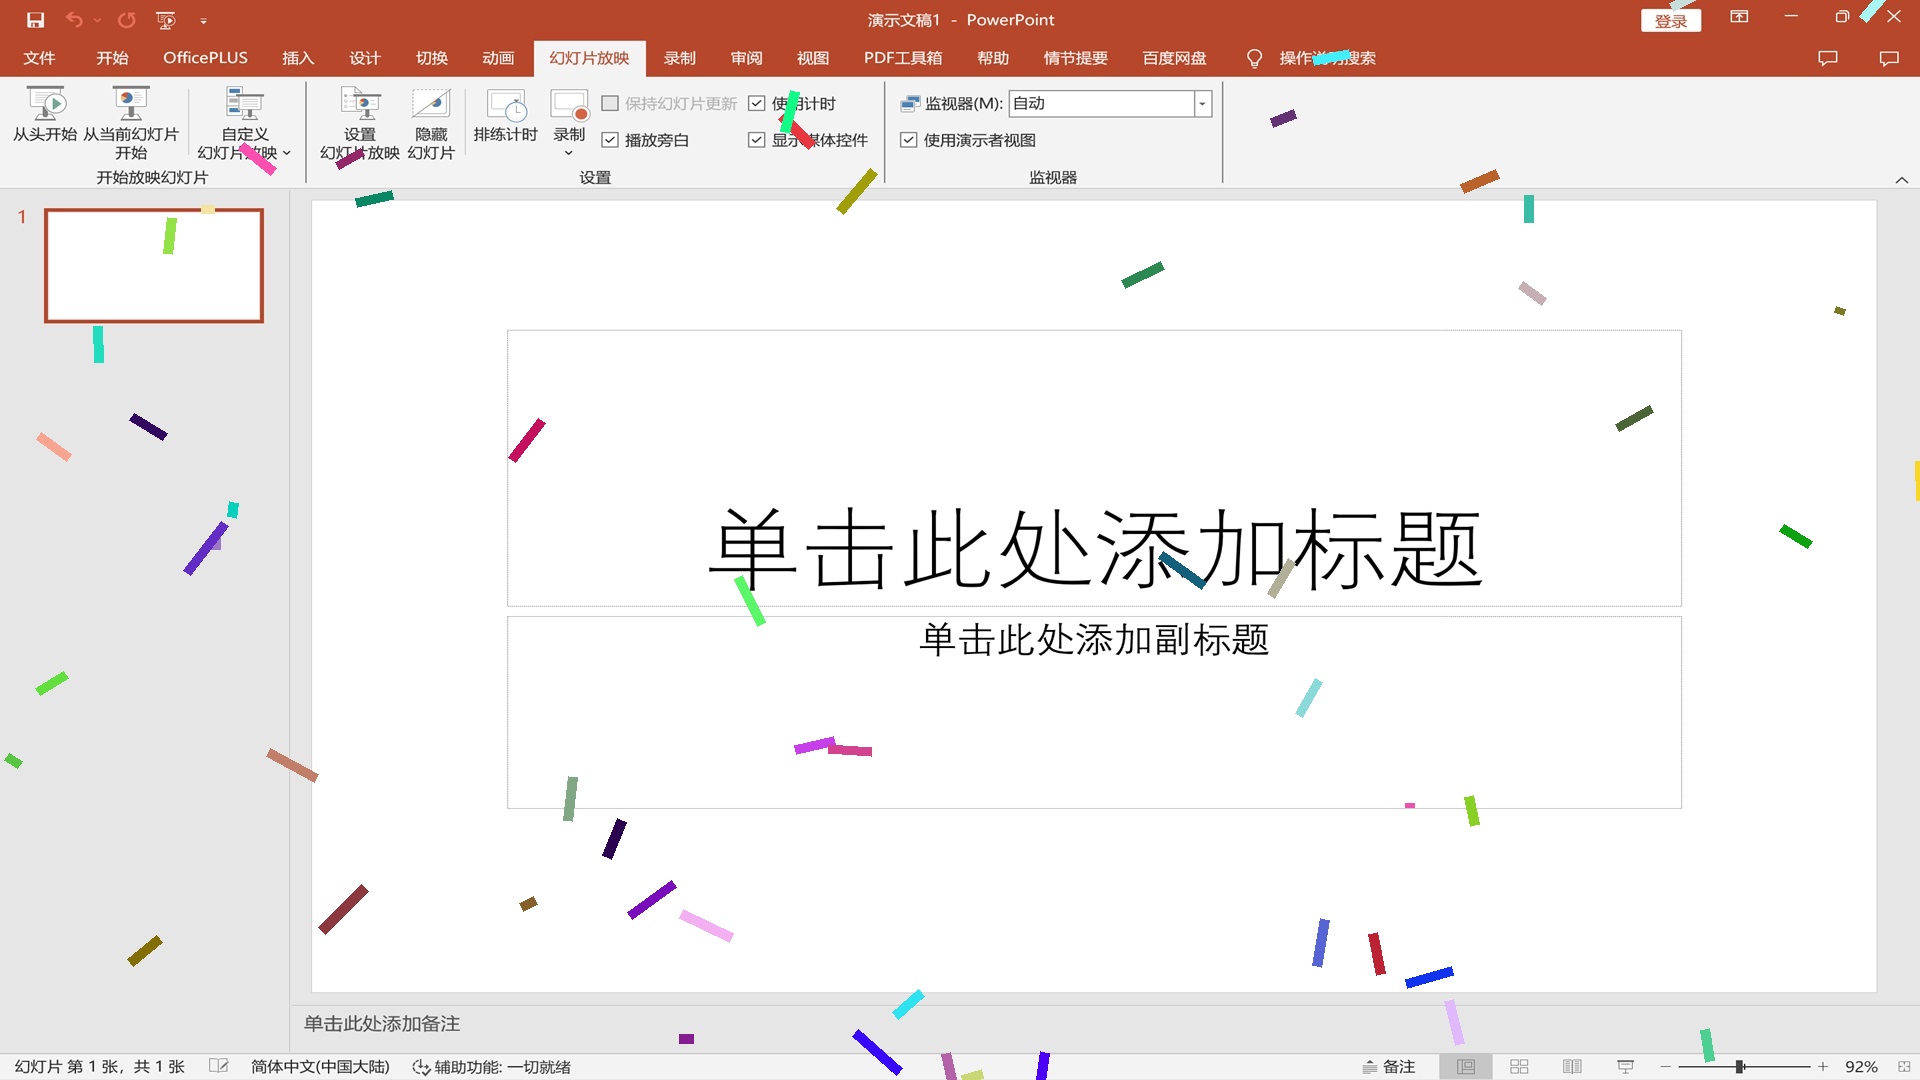 演示文稿1 - PowerPoint
登录
文件 开始 OfficePLUS 插入 设计 切换 动画 幻灯片放映 录制 审阅 视图 PDF工具箱 帮助 情节提要 百度网盘 操作说明搜索
从头开始 从当前幻灯片开始 自定义幻灯片放映
开始放映幻灯片
设置幻灯片放映 隐藏幻灯片 排练计时 录制
保持幻灯片更新 使用计时
播放旁白 显示媒体控件
设置
监视器(M): 自动
使用演示者视图
监视器
1
单击此处添加标题
单击此处添加副标题
单击此处添加备注
幻灯片 第 1 张，共 1 张 简体中文(中国大陆) 辅助功能: 一切就绪 备注 92%